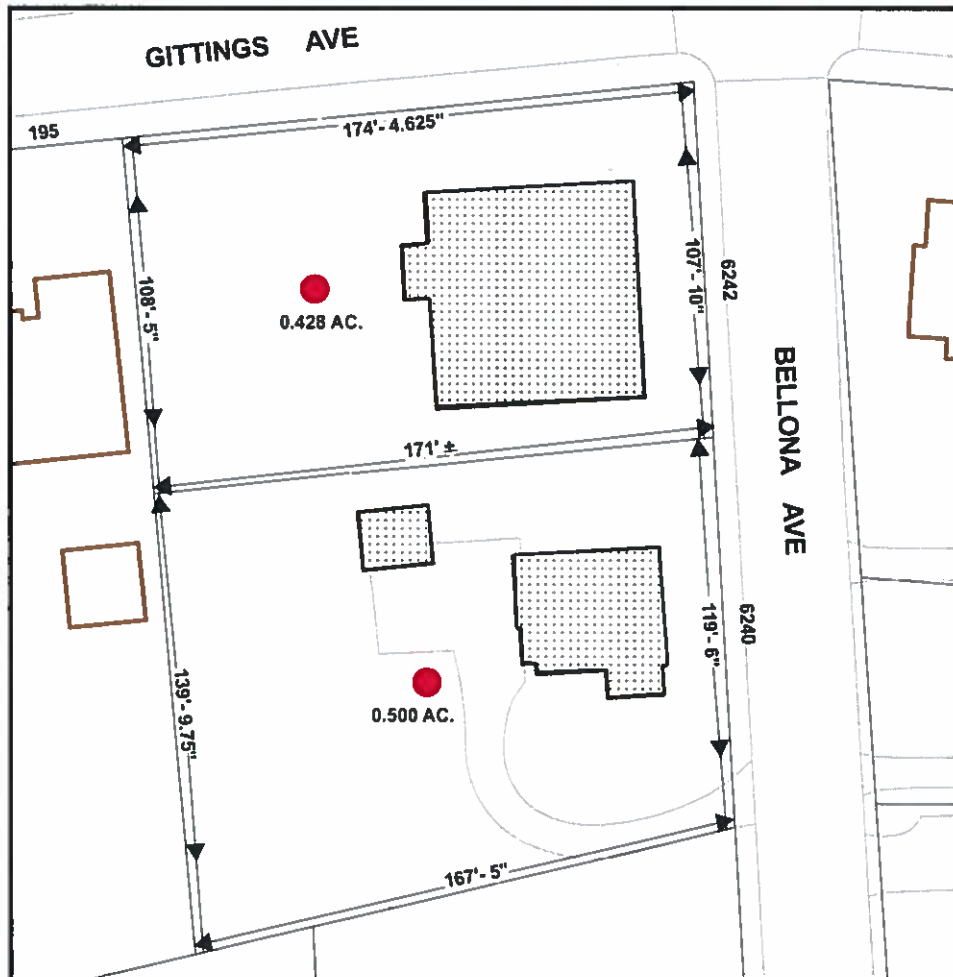 GITTINGS AVE
195
174'- 4.625"
108'- 5"
107'- 10"
6242
0.428 AC.
BELLONA AVE
171' ±
6240
119'- 6"
0.500 AC.
139'- 9.75"
167'- 5"